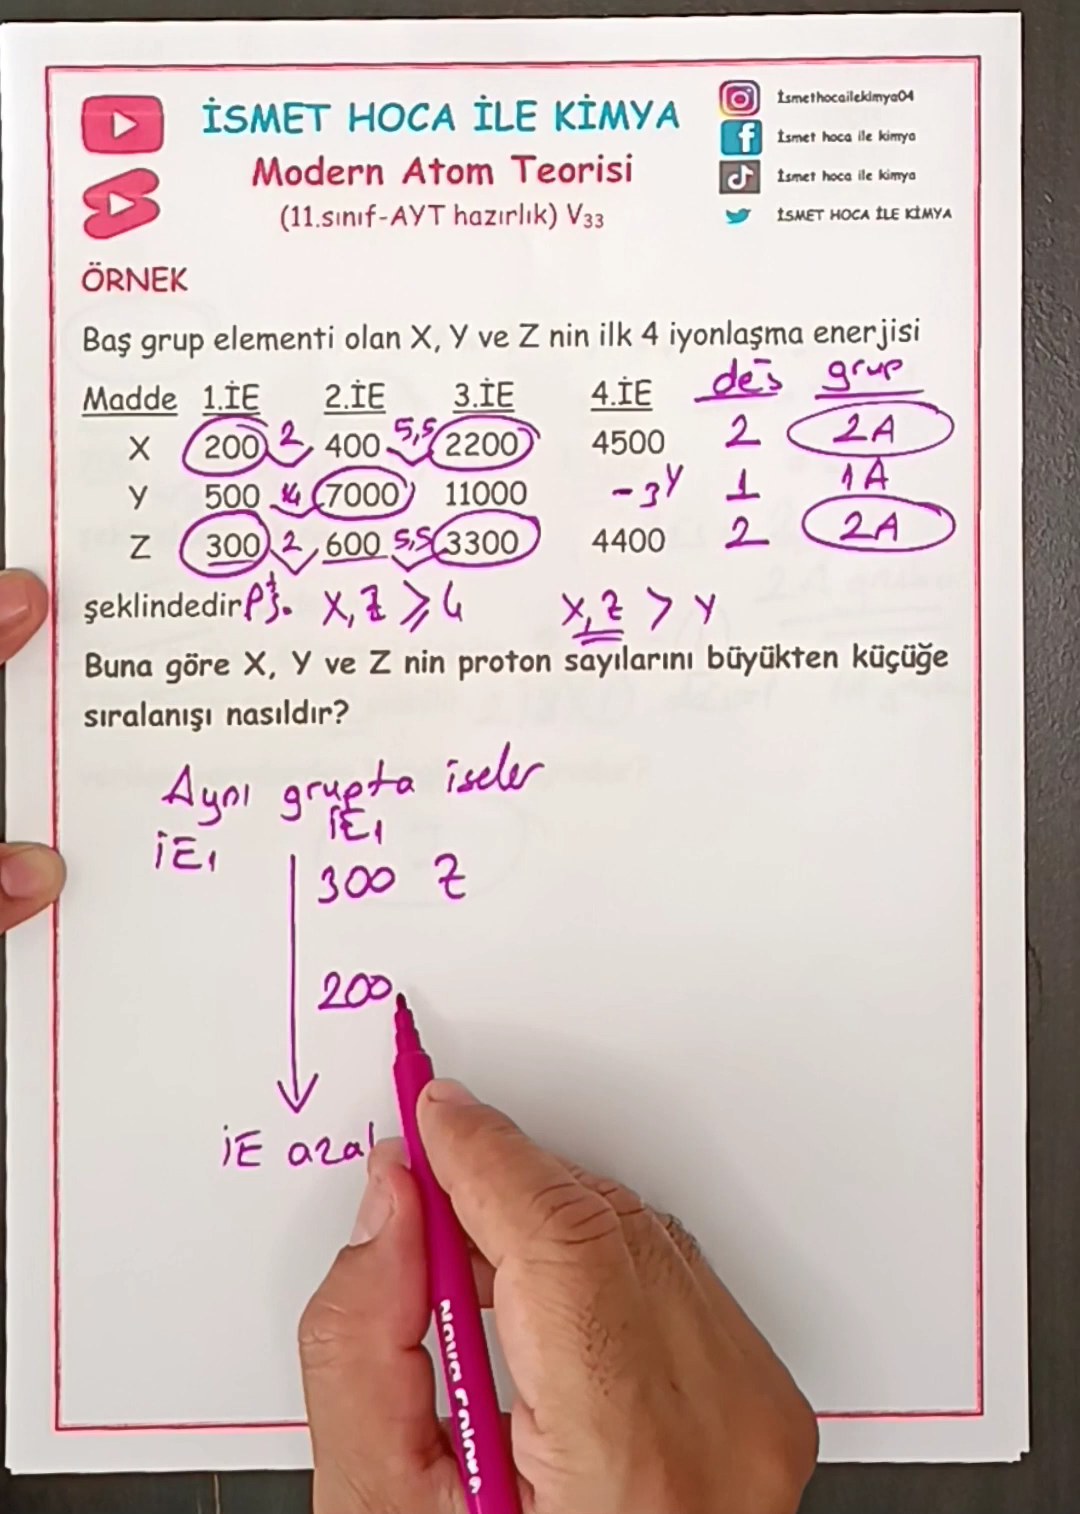 İSMET HOCA İLE KİMYA
Modern Atom Teorisi
(11.sınıf-AYT hazırlık) V33
İsmethocailekimya04
İsmet hoca ile kimya
İsmet hoca ile kimya
İSMET HOCA İLE KİMYA
ÖRNEK
Baş grup elementi olan X, Y ve Z nin ilk 4 iyonlaşma enerjisi
Madde 1.İE 2.İE 3.İE 4.İE deş grup
X 200 2 400 5,5 2200 4500 2 2A
Y 500 14 7000 11000 -3Y 1 1A
Z 300 2 600 5,5 3300 4400 2 2A
şeklindedir. X, Z ≥ 4 X, Z > Y
Buna göre X, Y ve Z nin proton sayılarını büyükten küçüğe
sıralanışı nasıldır?
Aynı grupta iseler
İE1 İE1
300 Z
200
İE azal
Nova Color